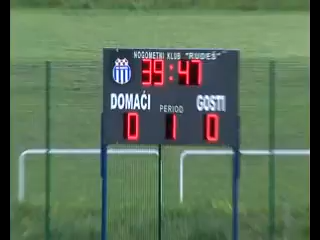 NOGOMETNI KLUB "RUDEŠ"
39:47
DOMAĆI PERIOD GOSTI
0 1 0